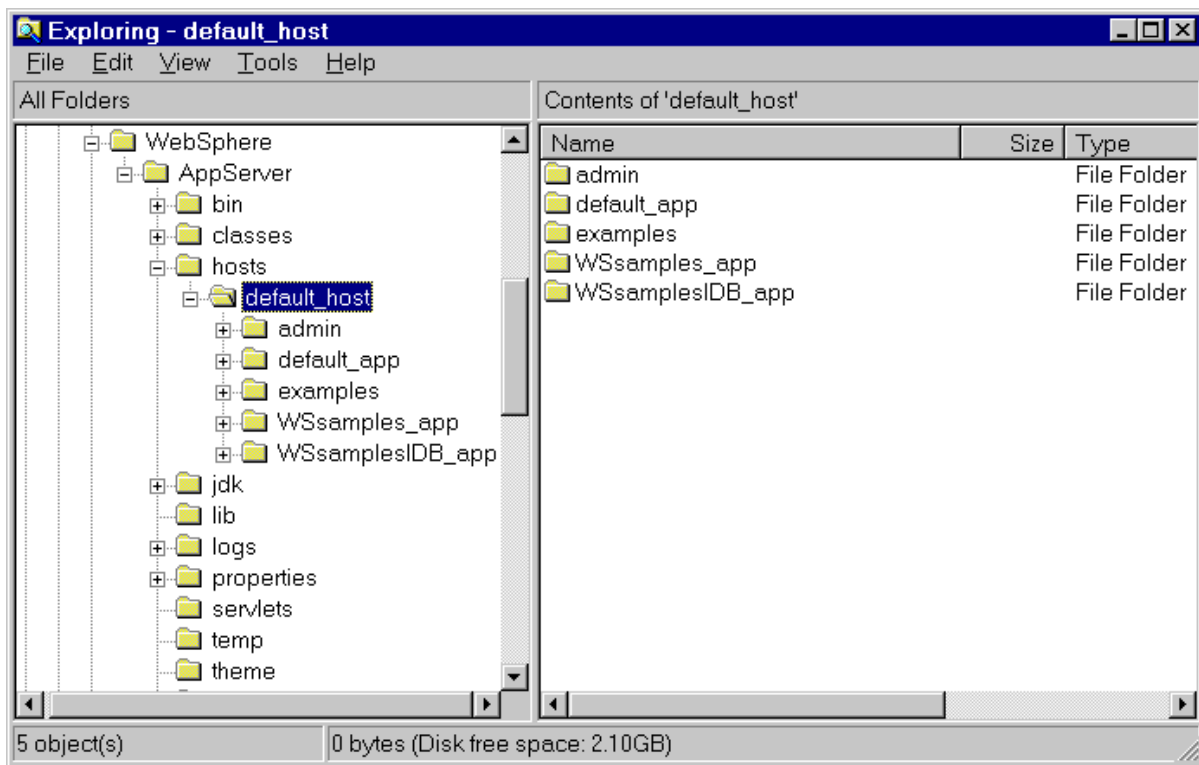 Exploring - default_host
File Edit View Tools Help
All Folders
WebSphere
AppServer
bin
classes
hosts
default_host
admin
default_app
examples
WSsamples_app
WSsamplesIDB_app
jdk
lib
logs
properties
servlets
temp
theme
Contents of 'default_host'
Name Size Type
admin File Folder
default_app File Folder
examples File Folder
WSsamples_app File Folder
WSsamplesIDB_app File Folder
5 object(s)
0 bytes (Disk free space: 2.10GB)